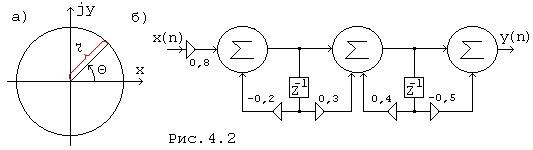 а) jy б)
x(n) Σ Σ Σ y(n)
0,8
τ Θ x
z⁻¹ z⁻¹
-0,2 0,3 0,4 -0,5
Рис.4.2